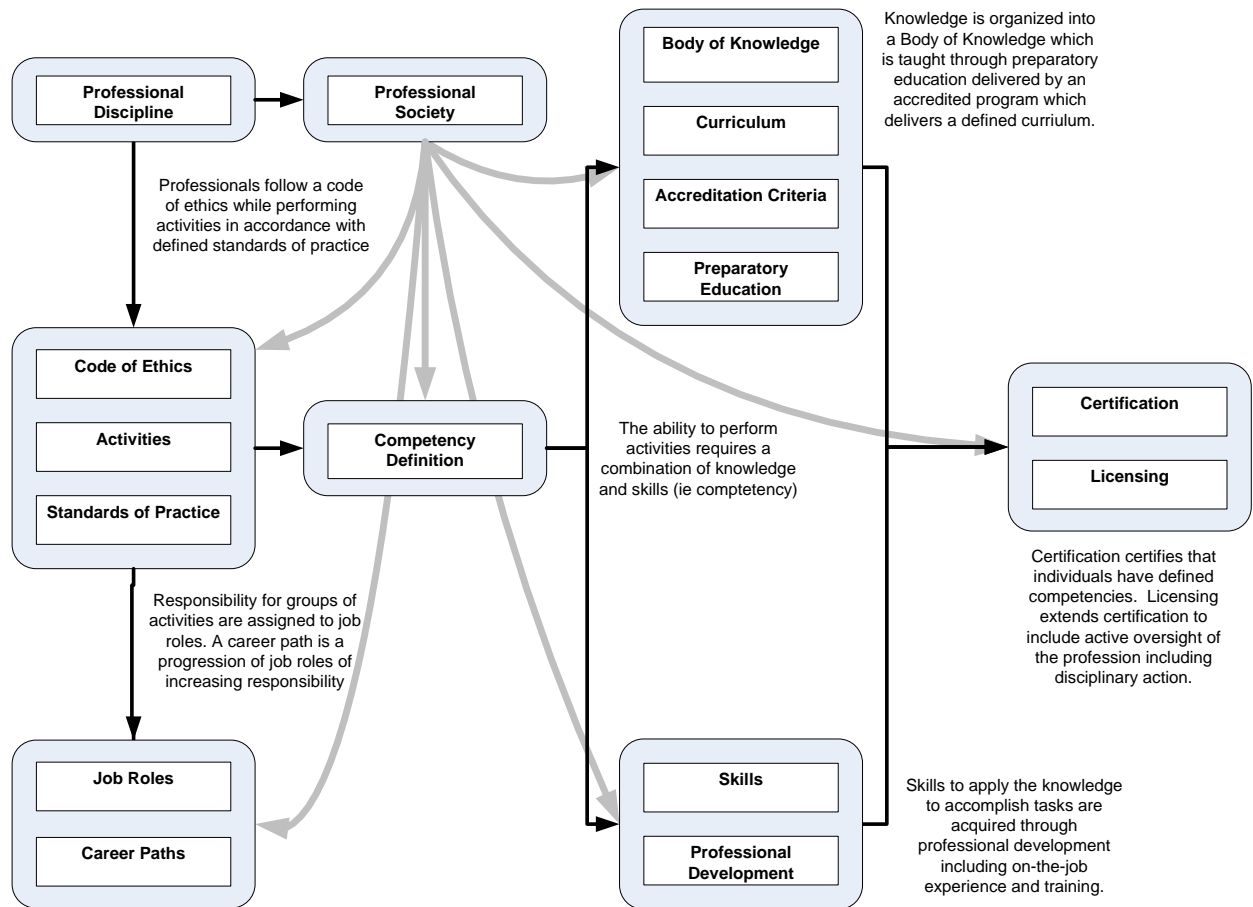 Professional
Discipline
Professional
Society
Body of Knowledge
Curriculum
Accreditation Criteria
Preparatory
Education
Knowledge is organized into
a Body of Knowledge which
is taught through preparatory
education delivered by an
accredited program which
delivers a defined curriulum.
Professionals follow a code
of ethics while performing
activities in accordance with
defined standards of practice
Code of Ethics
Activities
Standards of Practice
Competency
Definition
The ability to perform
activities requires a
combination of knowledge
and skills (ie comptetency)
Certification
Licensing
Certification certifies that
individuals have defined
competencies.  Licensing
extends certification to
include active oversight of
the profession including
disciplinary action.
Responsibility for groups of
activities are assigned to job
roles. A career path is a
progression of job roles of
increasing responsibility
Job Roles
Career Paths
Skills
Professional
Development
Skills to apply the knowledge
to accomplish tasks are
acquired through
professional development
including on-the-job
experience and training.